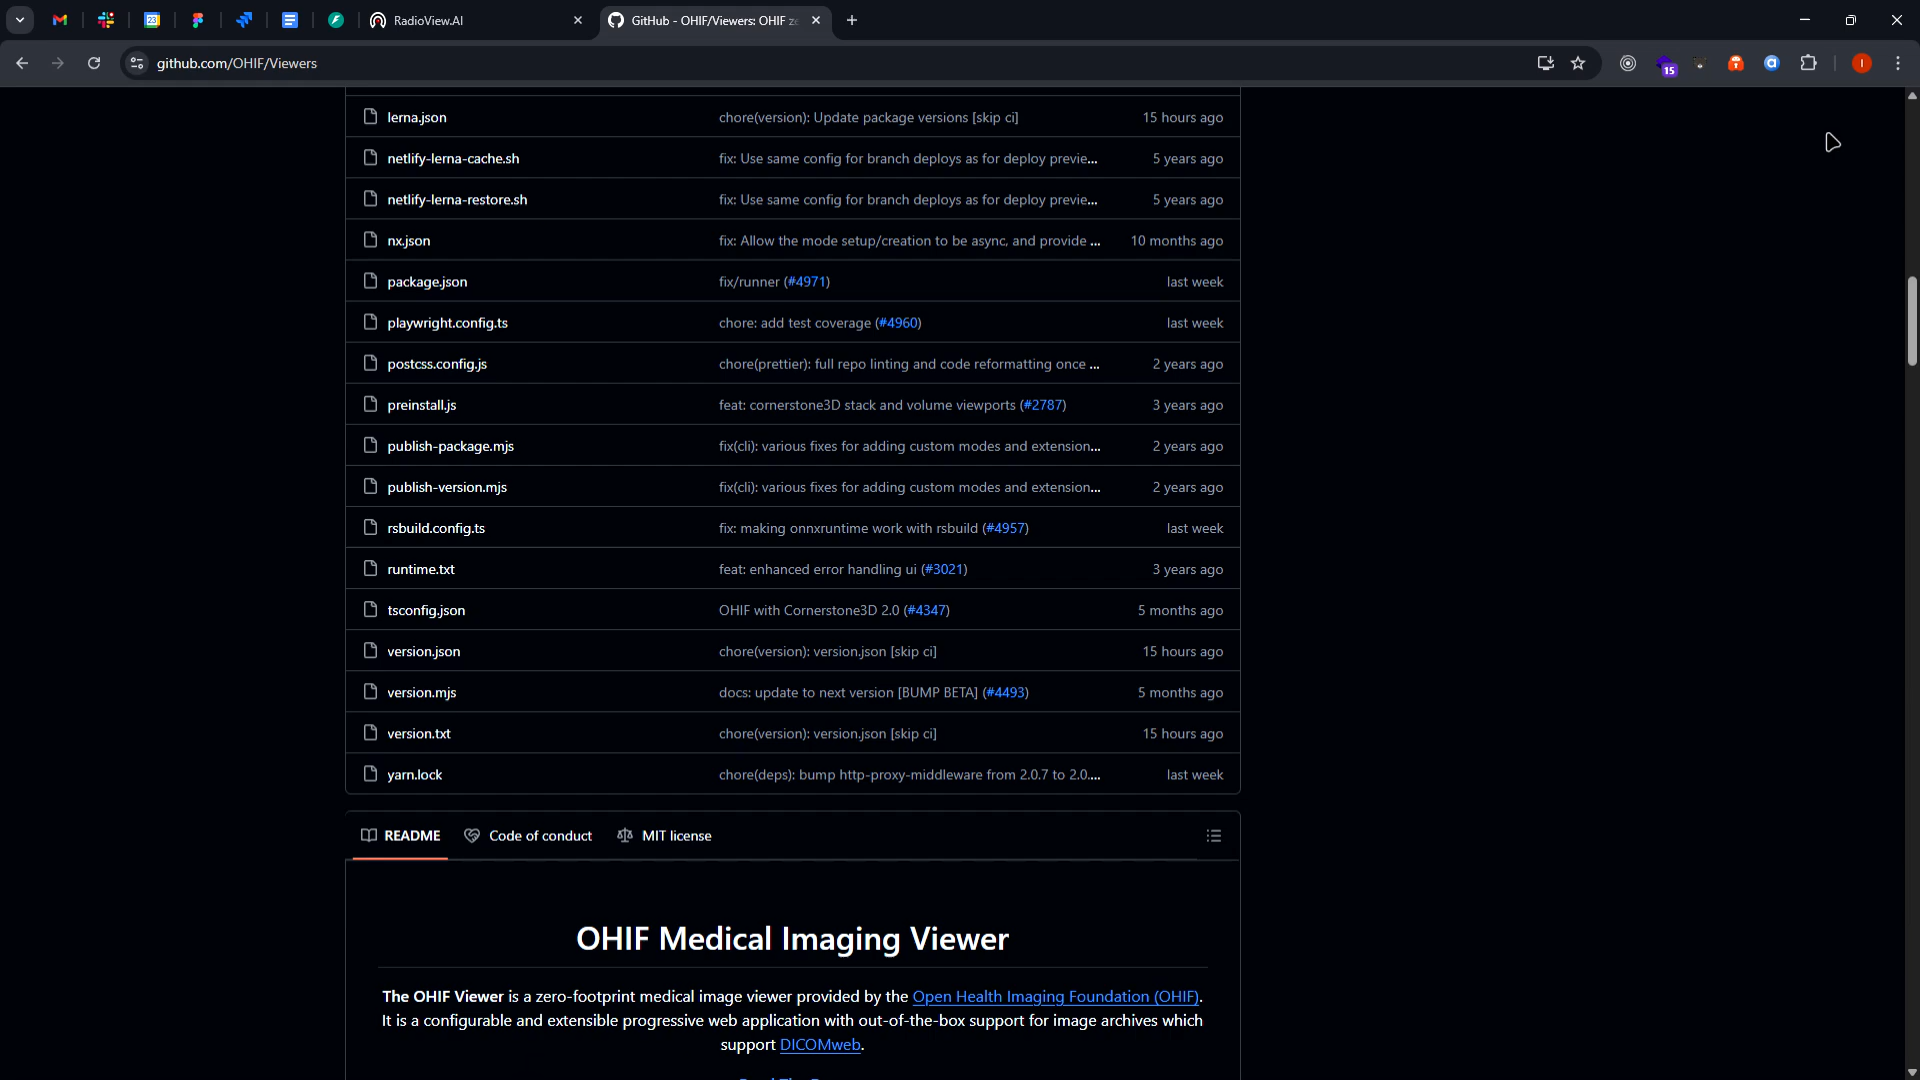 RadioView.AI
GitHub - OHIF/Viewers: OHIF ze
github.com/OHIF/Viewers
23
15
a
I
lerna.json chore(version): Update package versions [skip ci] 15 hours ago
netlify-lerna-cache.sh fix: Use same config for branch deploys as for deploy previe... 5 years ago
netlify-lerna-restore.sh fix: Use same config for branch deploys as for deploy previe... 5 years ago
nx.json fix: Allow the mode setup/creation to be async, and provide ... 10 months ago
package.json fix/runner (#4971) last week
playwright.config.ts chore: add test coverage (#4960) last week
postcss.config.js chore(prettier): full repo linting and code reformatting once ... 2 years ago
preinstall.js feat: cornerstone3D stack and volume viewports (#2787) 3 years ago
publish-package.mjs fix(cli): various fixes for adding custom modes and extension... 2 years ago
publish-version.mjs fix(cli): various fixes for adding custom modes and extension... 2 years ago
rsbuild.config.ts fix: making onnxruntime work with rsbuild (#4957) last week
runtime.txt feat: enhanced error handling ui (#3021) 3 years ago
tsconfig.json OHIF with Cornerstone3D 2.0 (#4347) 5 months ago
version.json chore(version): version.json [skip ci] 15 hours ago
version.mjs docs: update to next version [BUMP BETA] (#4493) 5 months ago
version.txt chore(version): version.json [skip ci] 15 hours ago
yarn.lock chore(deps): bump http-proxy-middleware from 2.0.7 to 2.0.... last week
README Code of conduct MIT license
OHIF Medical Imaging Viewer
The OHIF Viewer is a zero-footprint medical image viewer provided by the Open Health Imaging Foundation (OHIF).
It is a configurable and extensible progressive web application with out-of-the-box support for image archives which
support DICOMweb.